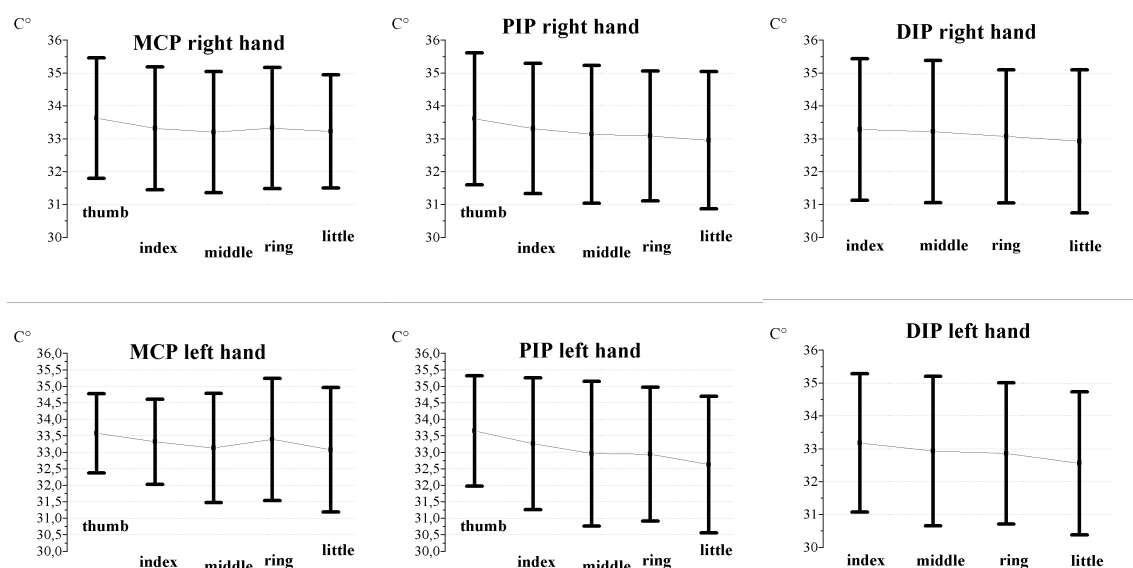 C°
MCP right hand
36
35
34
33
32
31
30
thumb
index
middle
ring
little
C°
PIP right hand
36
35
34
33
32
31
30
thumb
index
middle
ring
little
C°
DIP right hand
36
35
34
33
32
31
30
index
middle
ring
little
C°
MCP left hand
36,0
35,5
35,0
34,5
34,0
33,5
33,0
32,5
32,0
31,5
31,0
30,5
30,0
thumb
index
middle
ring
little
C°
PIP left hand
36,0
35,5
35,0
34,5
34,0
33,5
33,0
32,5
32,0
31,5
31,0
30,5
30,0
thumb
index
middle
ring
little
C°
DIP left hand
36
35
34
33
32
31
30
index
middle
ring
little